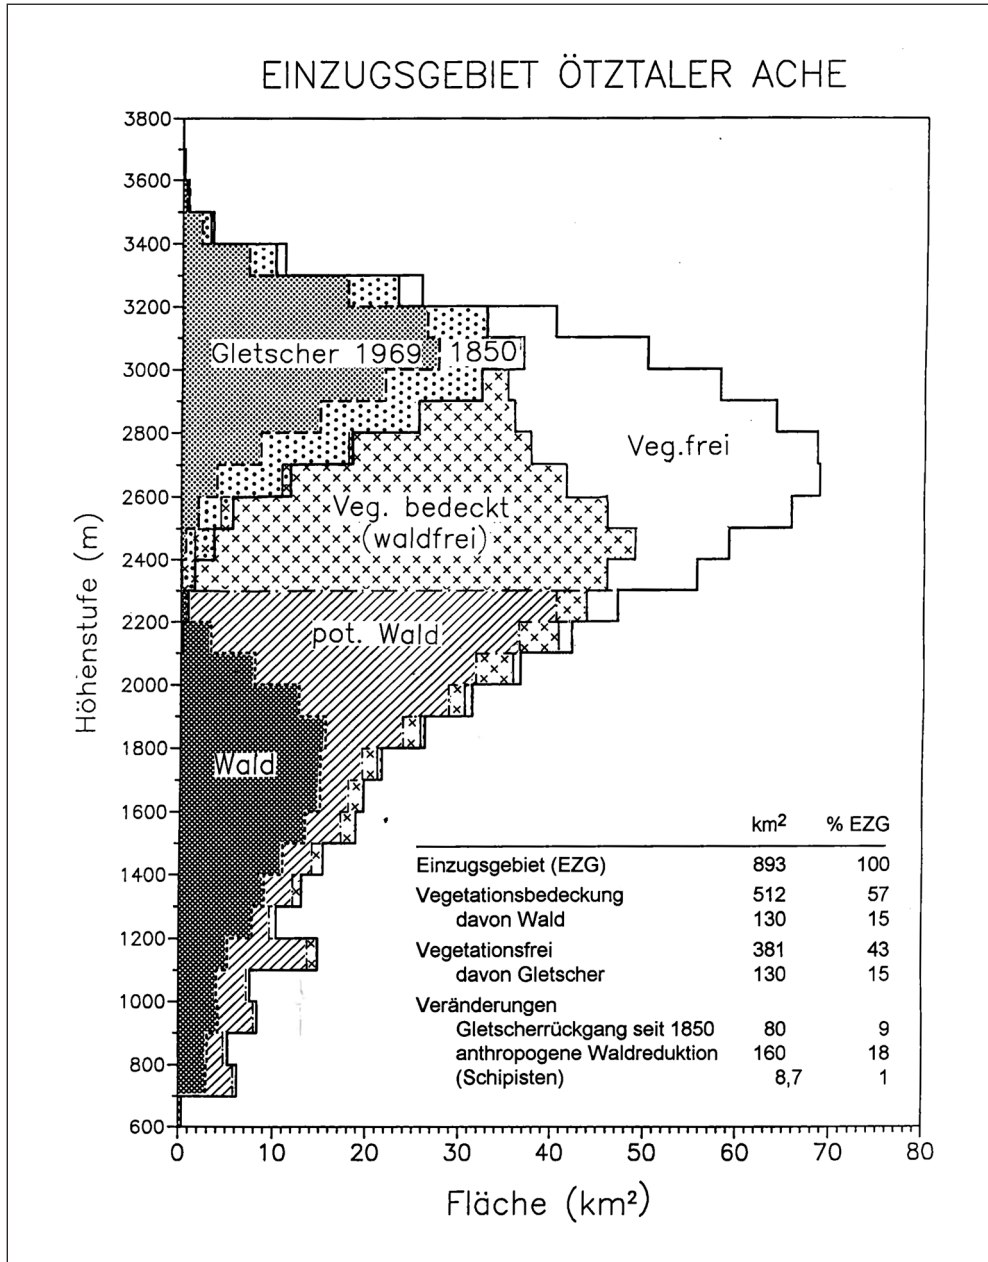 EINZUGSGEBIET ÖTZTALER ACHE
3800
3600
3400
3200
3000
2800
2600
2400
2200
2000
1800
1600
1400
1200
1000
800
600
Höhenstufe (m)
Gletscher 1969
1850
Veg.frei
Veg. bedeckt
(waldfrei)
pot. Wald
Wald
km² % EZG
Einzugsgebiet (EZG) 893 100
Vegetationsbedeckung 512 57
davon Wald 130 15
Vegetationsfrei 381 43
davon Gletscher 130 15
Veränderungen
Gletscherrückgang seit 1850 80 9
anthropogene Waldreduktion 160 18
(Schipisten) 8,7 1
0 10 20 30 40 50 60 70 80
Fläche (km²)